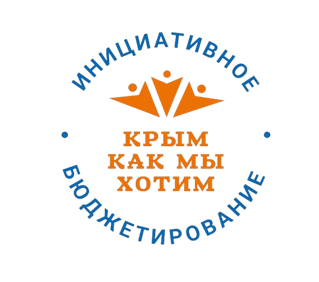 ИНИЦИАТИВНОЕ
КРЫМ
КАК МЫ
ХОТИМ
БЮДЖЕТИРОВАНИЕ